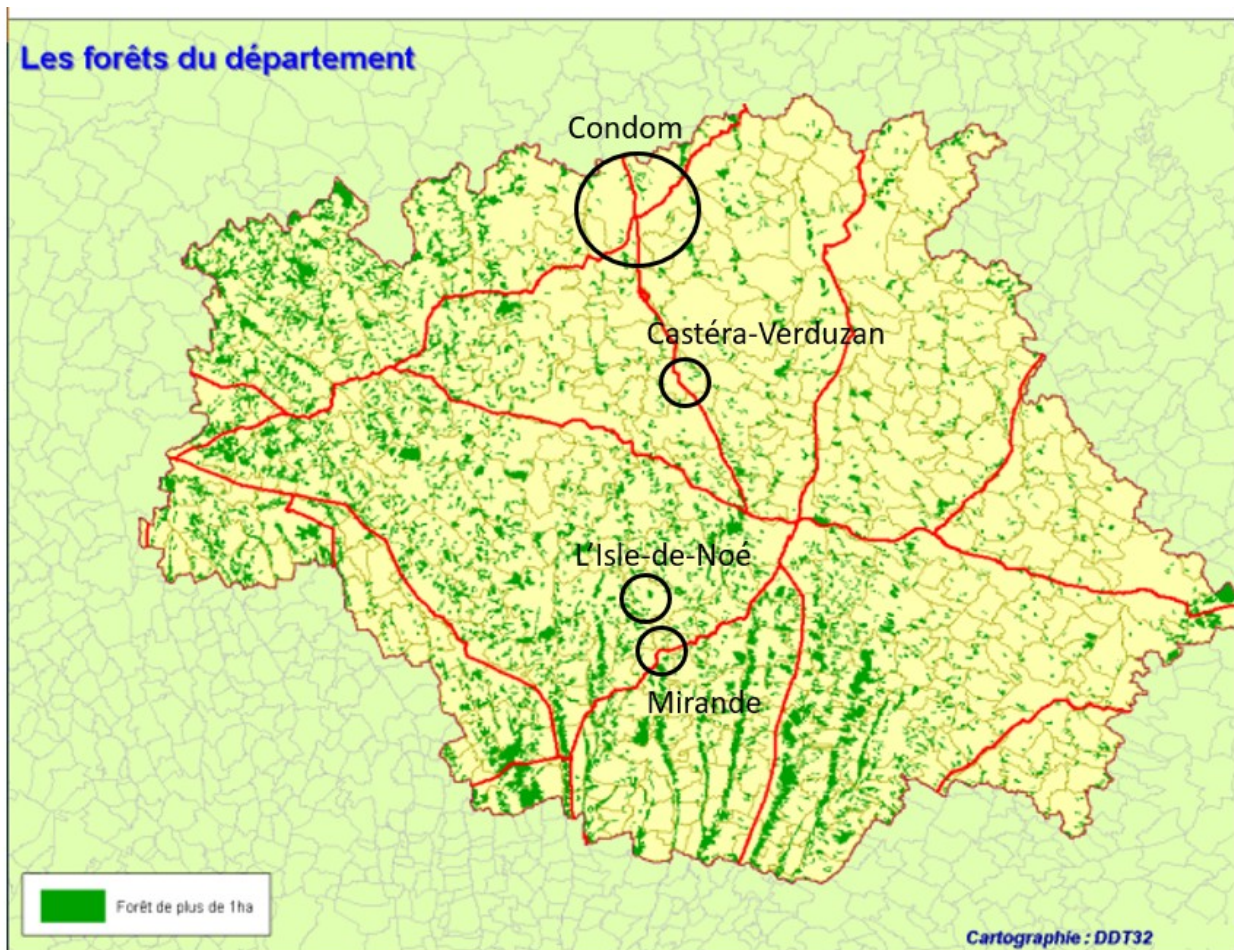 Les forêts du département
Condom
Castéra-Verduzan
L'Isle-de-Noé
Mirande
Forêt de plus de 1ha
Cartographie : DDT32